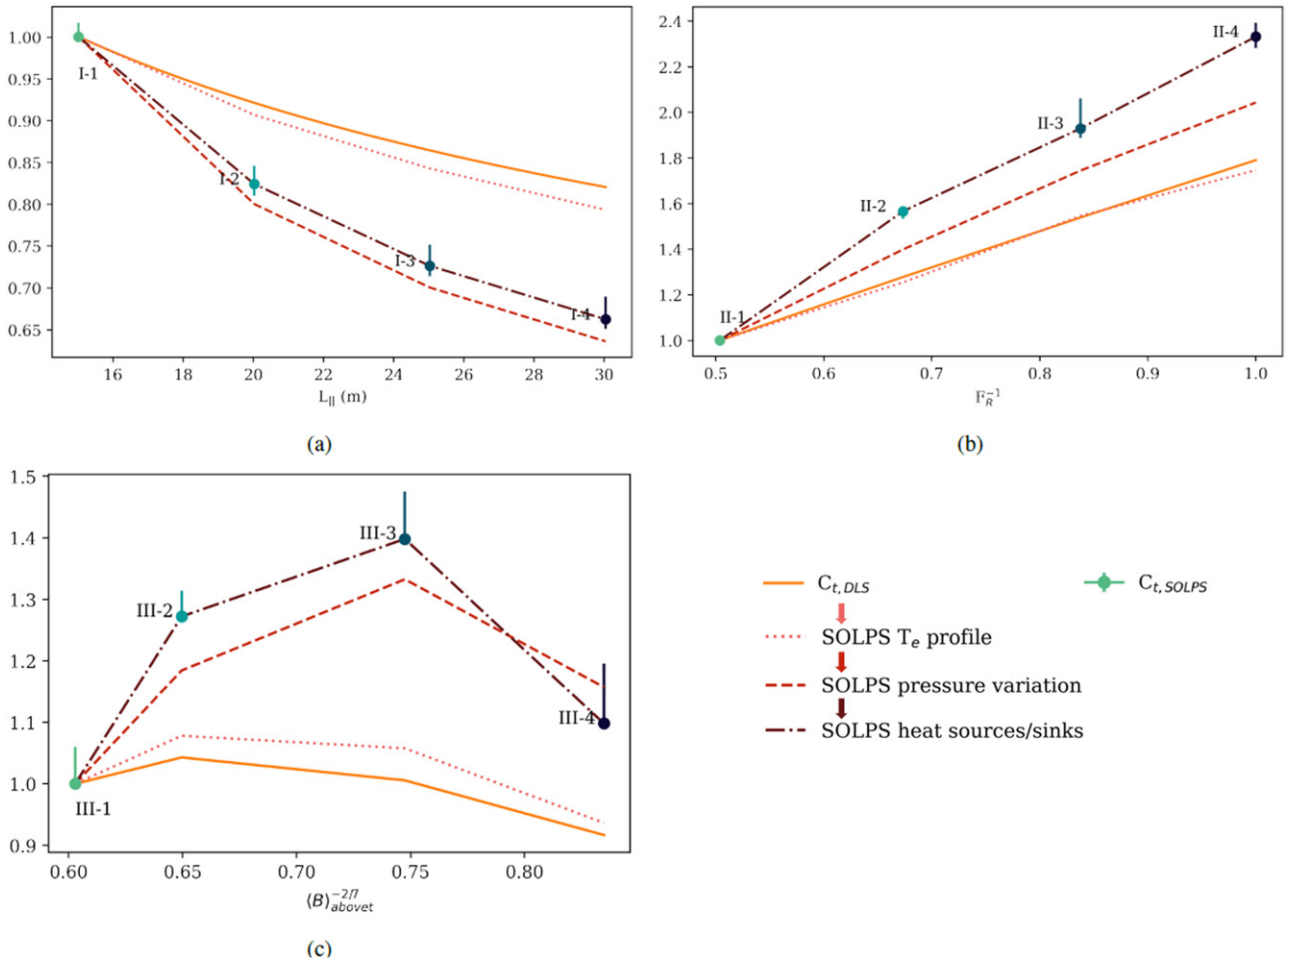 1.00
0.95
0.90
0.85
0.80
0.75
0.70
0.65
I-1
I-2
I-3
I-4
16 18 20 22 24 26 28 30
L|| (m)
(a)
2.4
2.2
2.0
1.8
1.6
1.4
1.2
1.0
II-4
II-3
II-2
II-1
0.5 0.6 0.7 0.8 0.9 1.0
F_R^-1
(b)
1.5
1.4
1.3
1.2
1.1
1.0
0.9
III-3
III-2
III-4
III-1
0.60 0.65 0.70 0.75 0.80
⟨B⟩_abovet^-2/7
(c)
C_t, DLS
C_t, SOLPS
SOLPS T_e profile
SOLPS pressure variation
SOLPS heat sources/sinks